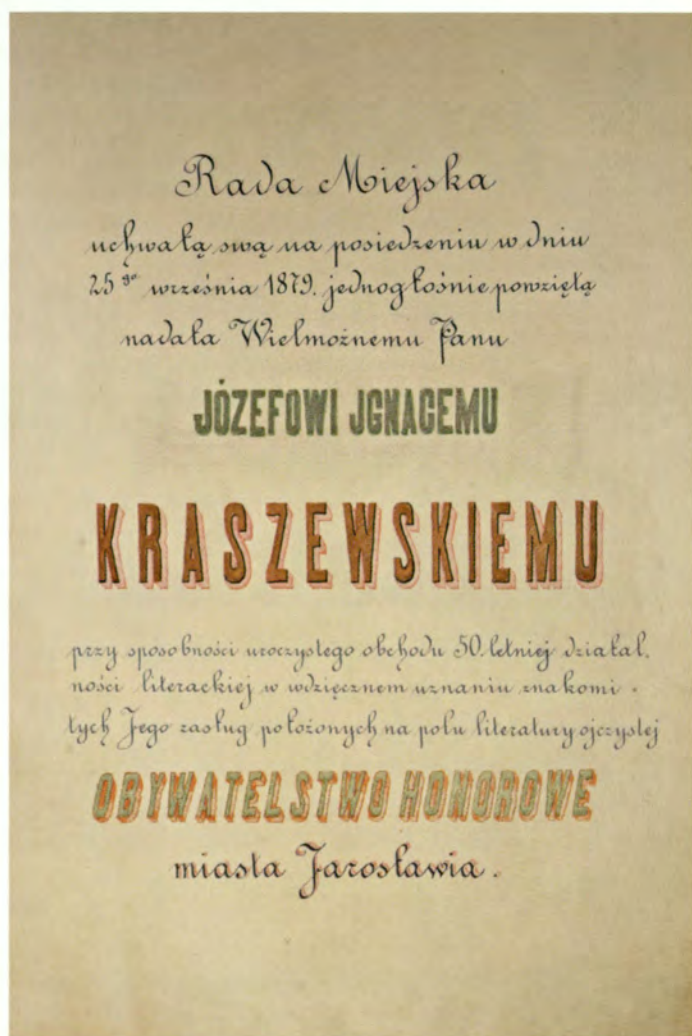 Rada Miejska
uchwałą swą na posiedzeniu w dniu
25go września 1879. jednogłośnie powziętą
nadała Wielmożnemu Panu
JÓZEFOWI JGNACEMU
KRASZEWSKIEMU
przy sposobności uroczystego obchodu 50.letniej działal.
ności literackiej w wdzięcznem uznaniu znakomi.
tych Jego zasług położonych na polu literatury ojczystej
OBYWATELSTWO HONOROWE
miasta Jarosławia.